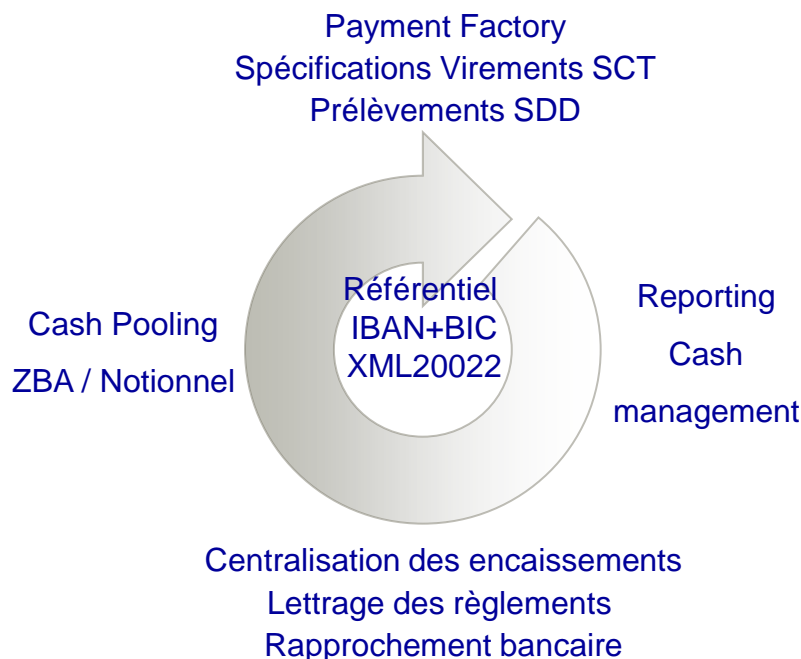 Payment Factory
Spécifications Virements SCT
Prélèvements SDD
Référentiel
IBAN+BIC
XML20022
Reporting
Cash
management
Cash Pooling
ZBA / Notionnel
Centralisation des encaissements
Lettrage des règlements
Rapprochement bancaire